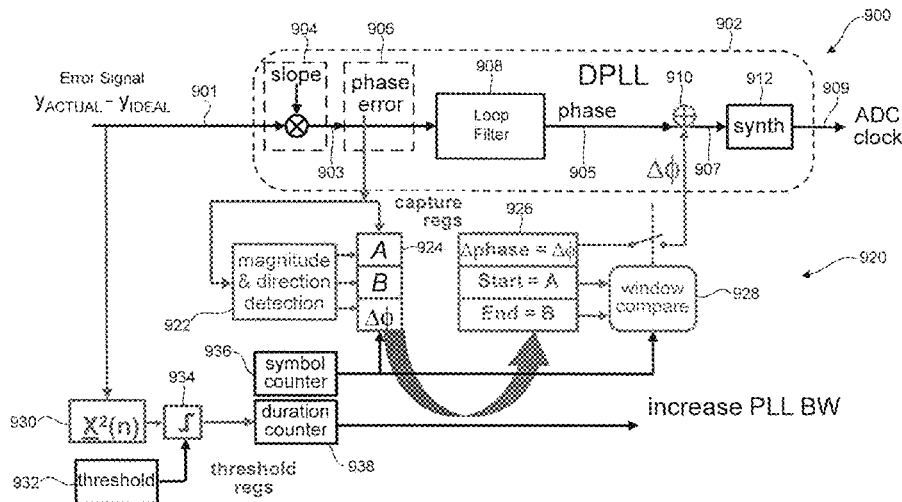 904
906
902
900
Error Signal
yACTUAL - yIDEAL
901
slope
phase
error
908
Loop
Filter
DPLL
phase
910
912
synth
909
ADC
clock
903
905
907
Δϕ
capture
regs
926
924
magnitude
& direction
detection
922
A
B
Δϕ
Δphase = Δϕ
Start = A
End = B
window
compare
928
920
936
symbol
counter
934
930
X²(n)
duration
counter
938
increase PLL BW
932
threshold
threshold
regs